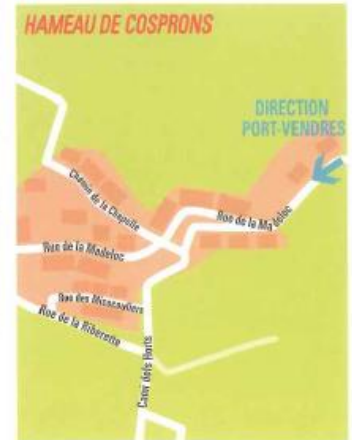 HAMEAU DE COSPRONS
DIRECTION
PORT-VENDRES
Chemin de la Chapelle
Rue de la Madeloc
Rue de la Madeloc
Rue des Micocouliers
Rue de la Riberette
Cami dels Horts